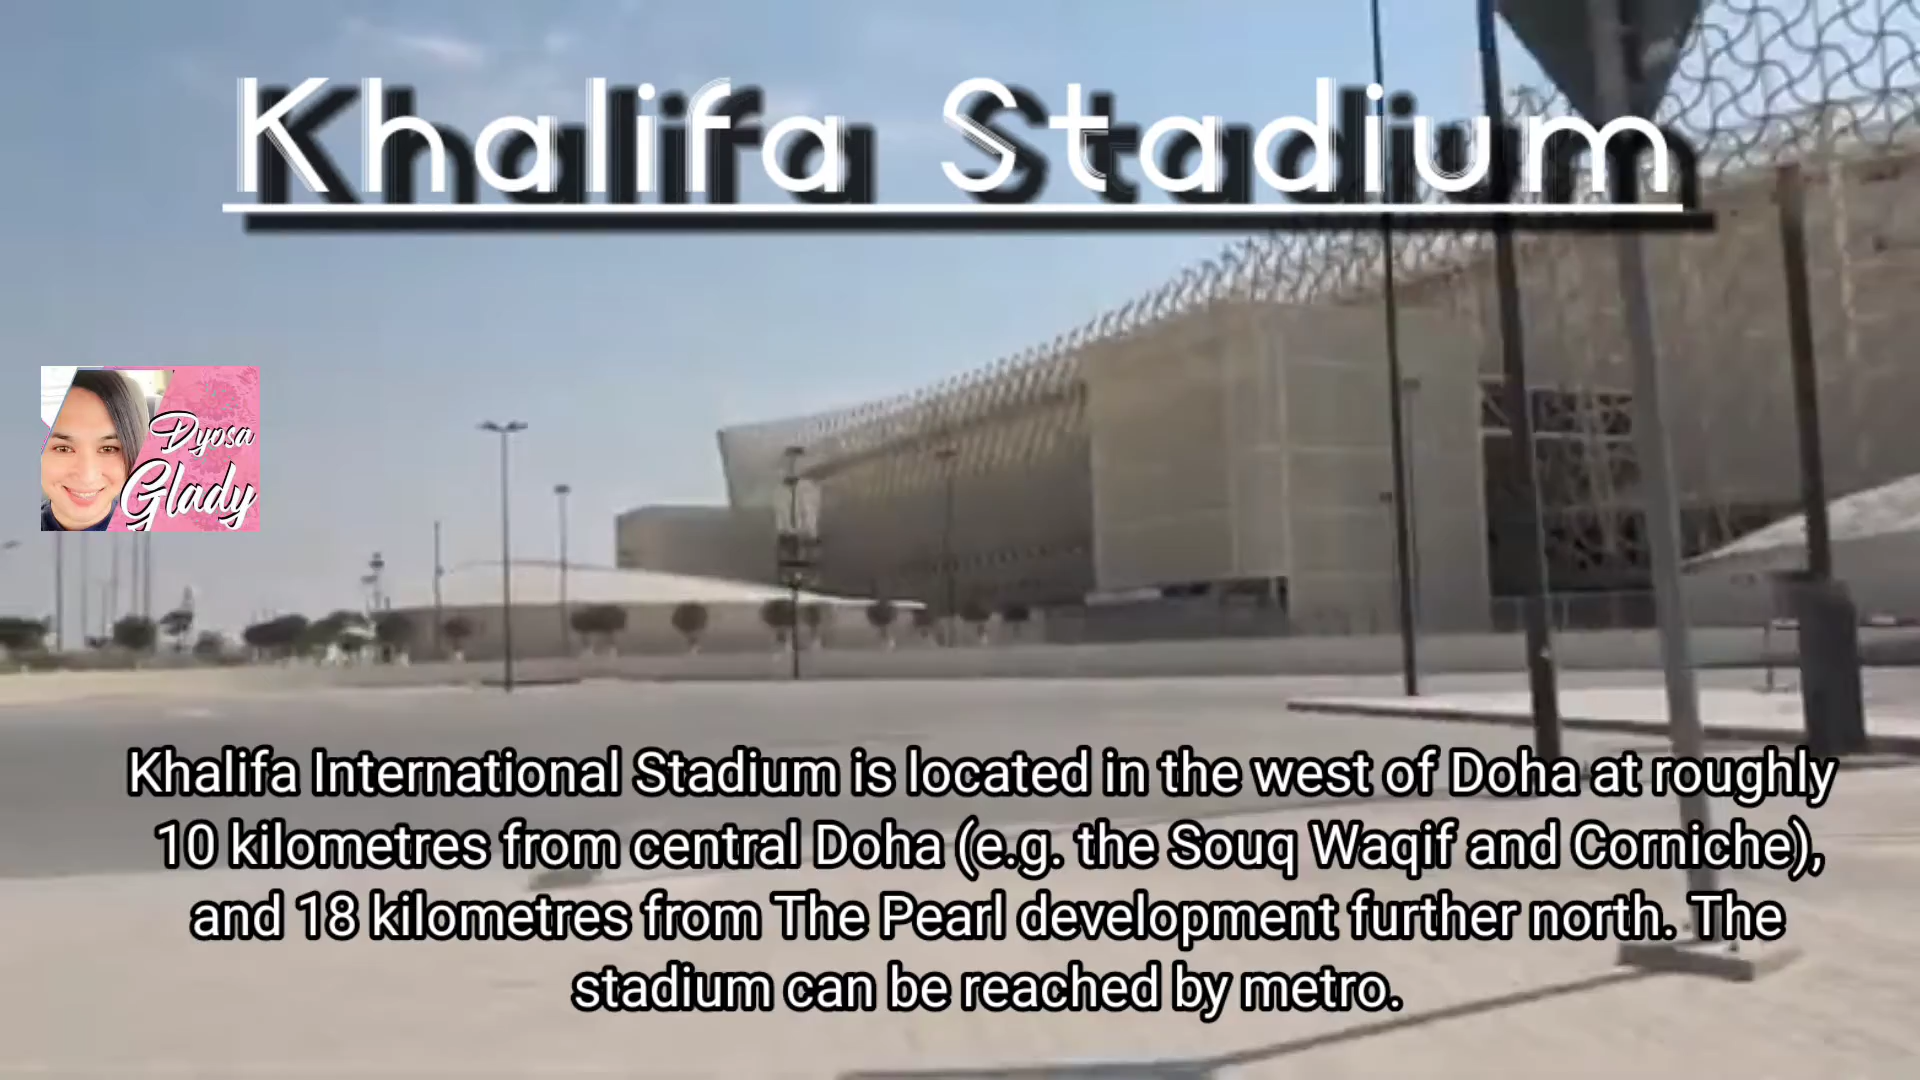 Khalifa Stadium
Dyosa
Glady
Khalifa International Stadium is located in the west of Doha at roughly
10 kilometres from central Doha (e.g. the Souq Waqif and Corniche),
and 18 kilometres from The Pearl development further north. The
stadium can be reached by metro.